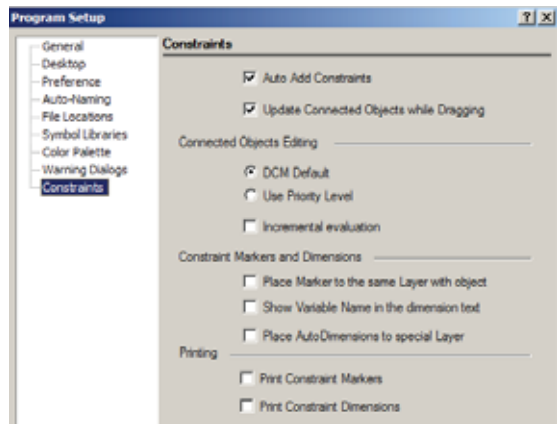 Program Setup
General
Desktop
Preference
Auto-Naming
File Locations
Symbol Libraries
Color Palette
Warning Dialogs
Constraints
Constraints
Auto Add Constraints
Update Connected Objects while Dragging
Connected Objects Editing
DCM Default
Use Priority Level
Incremental evaluation
Constraint Markers and Dimensions
Place Marker to the same Layer with object
Show Variable Name in the dimension text
Place AutoDimensions to special Layer
Printing
Print Constraint Markers
Print Constraint Dimensions